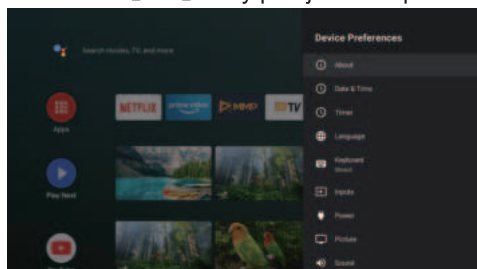 Device Preferences
Search movies, TV, and more
About
Date & Time
Timer
NETFLIX
prime video
MMP
TV
Apps
Language
Keyboard
Inputs
Play Next
Power
Picture
Sound